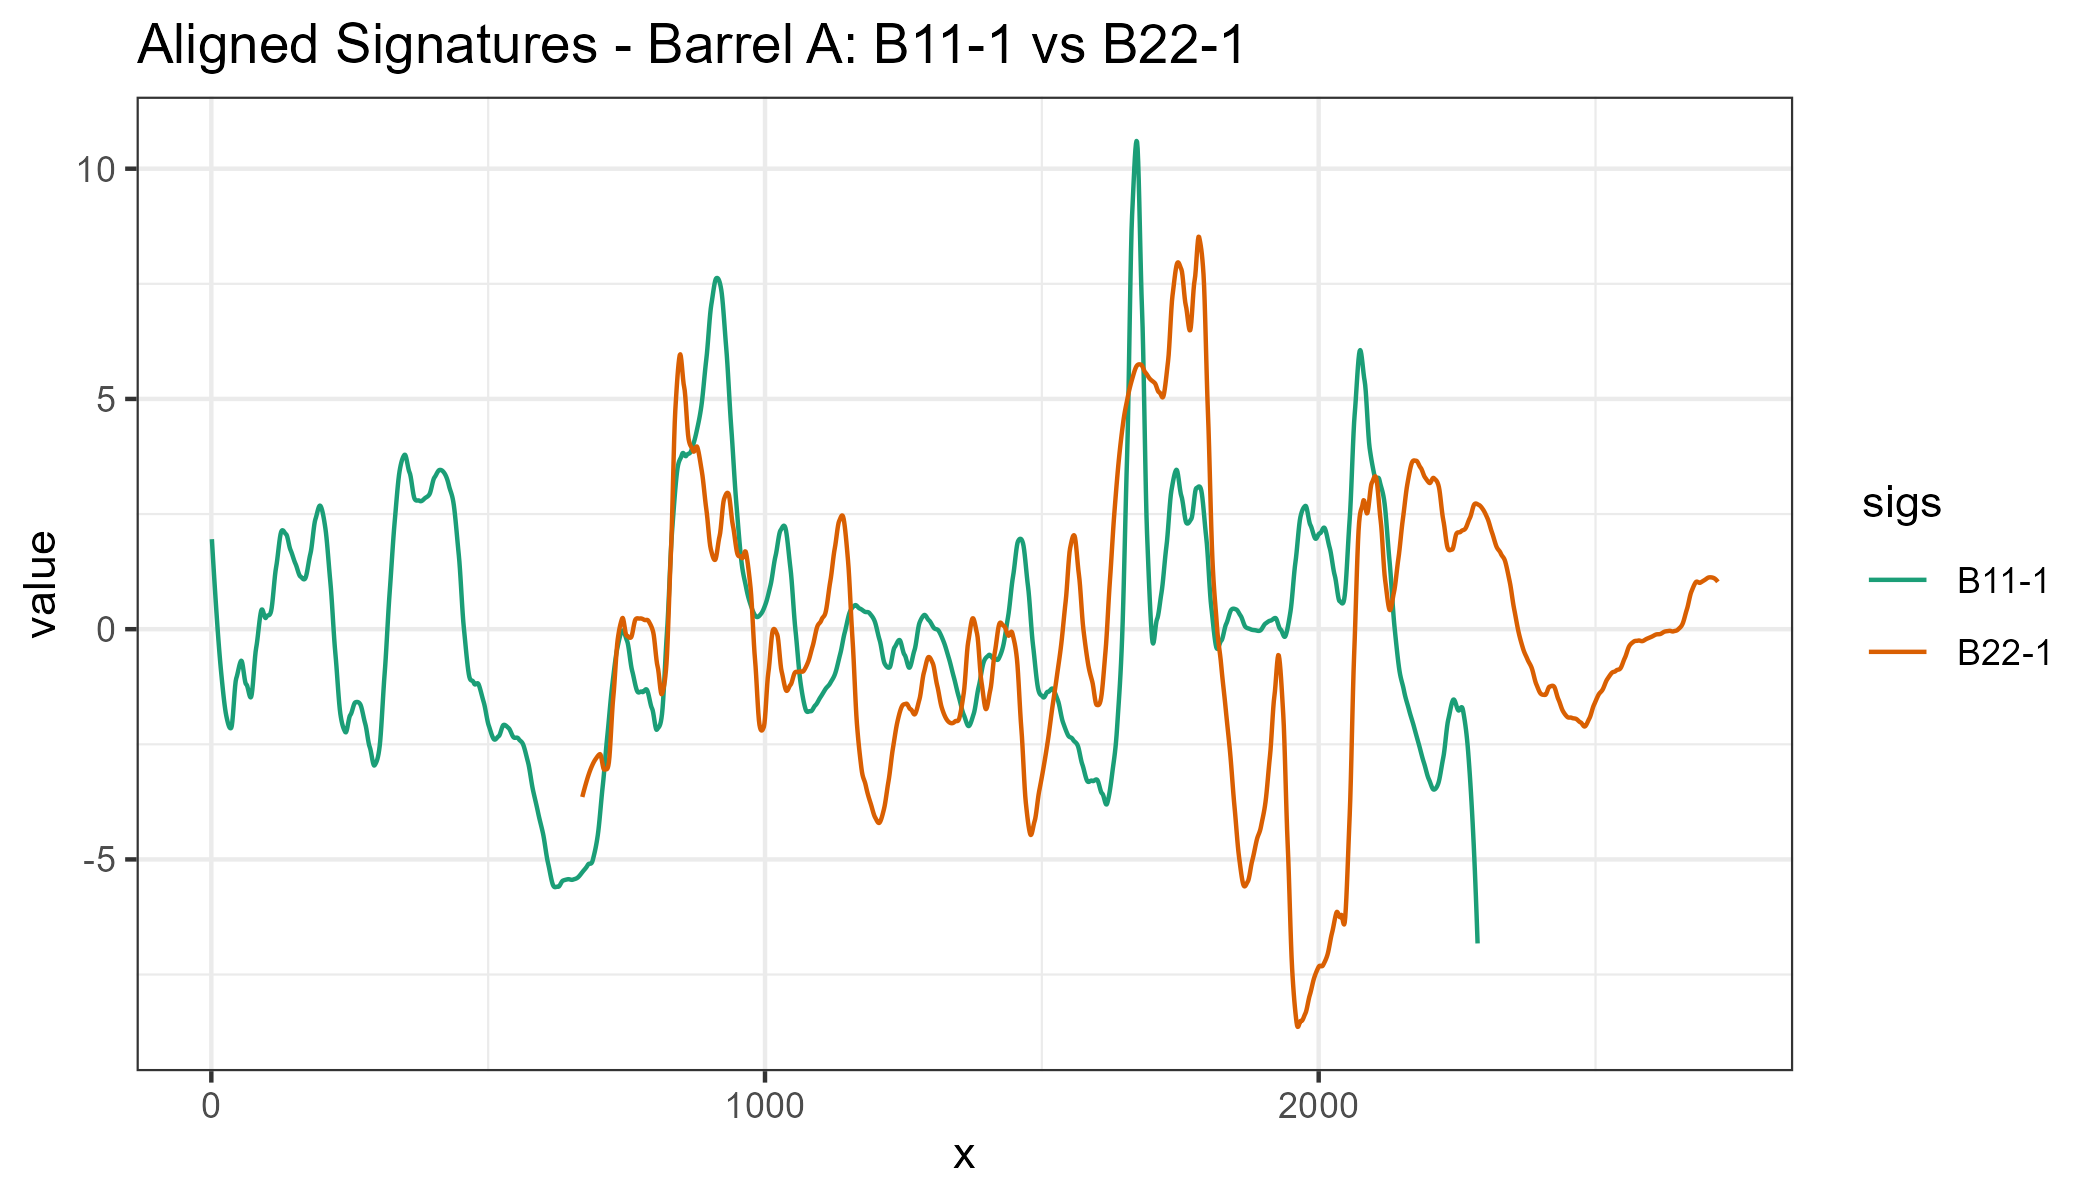 Aligned Signatures - Barrel A: B11-1 vs B22-1
value
10
5
0
-5
0 1000 2000
x
sigs
B11-1
B22-1